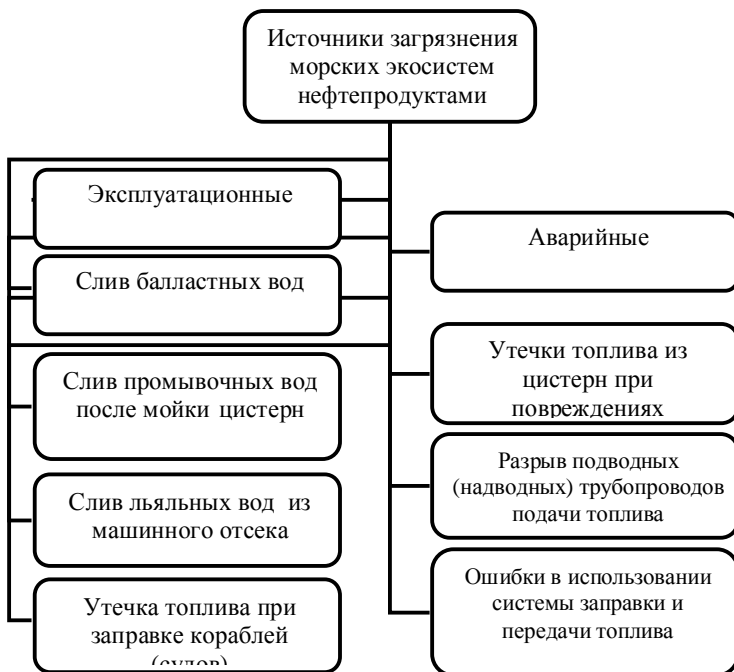 Источники загрязнения
морских экосистем
нефтепродуктами
Эксплуатационные
Слив балластных вод
Слив промывочных вод
после мойки цистерн
Слив льяльных вод из
машинного отсека
Утечка топлива при
заправке кораблей
(судов)
Аварийные
Утечки топлива из
цистерн при
повреждениях
Разрыв подводных
(надводных) трубопроводов
подачи топлива
Ошибки в использовании
системы заправки и
передачи топлива